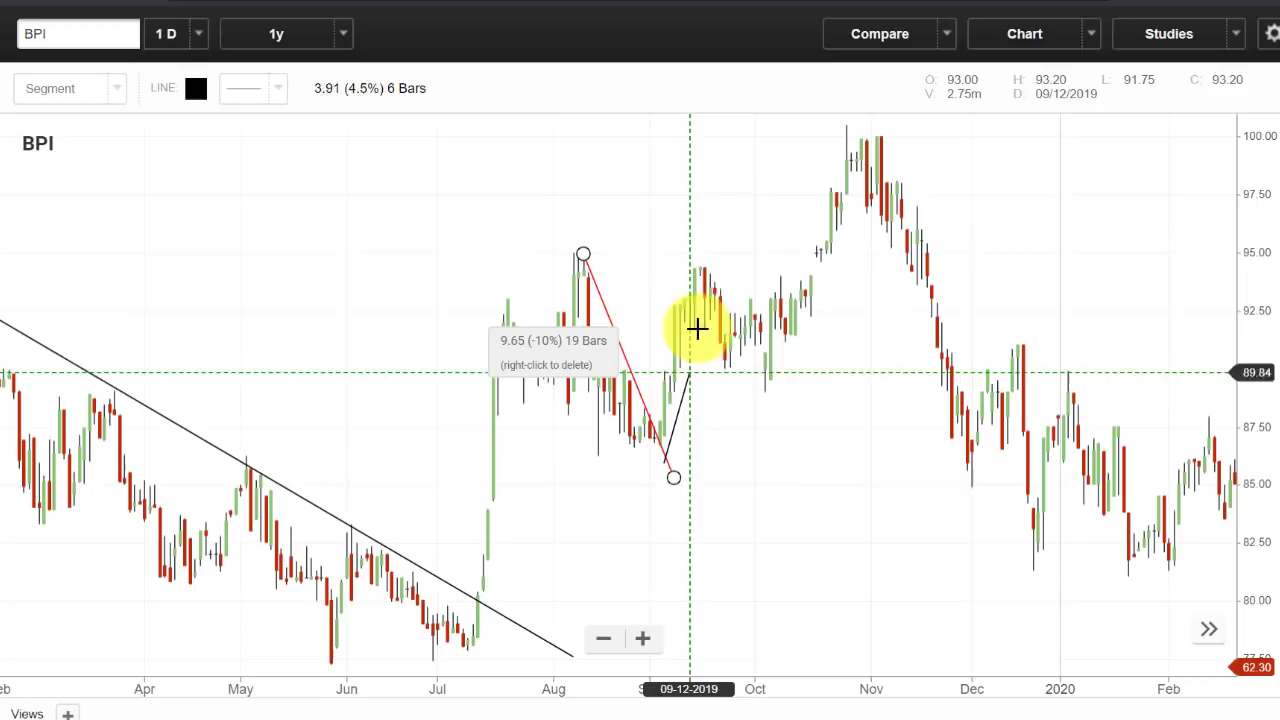 BPI 1 D 1y Compare Chart Studies
Segment LINE: 3.91 (4.5%) 6 Bars O: 93.00 H: 93.20 L: 91.75 C: 93.20
V: 2.75m D: 09/12/2019
BPI
100.00
97.50
95.00
92.50
9.65 (-10%) 19 Bars
(right-click to delete)
89.84
87.50
85.00
82.50
80.00
77.50
62.30
Apr May Jun Jul Aug 09-12-2019 Oct Nov Dec 2020 Feb
Views +